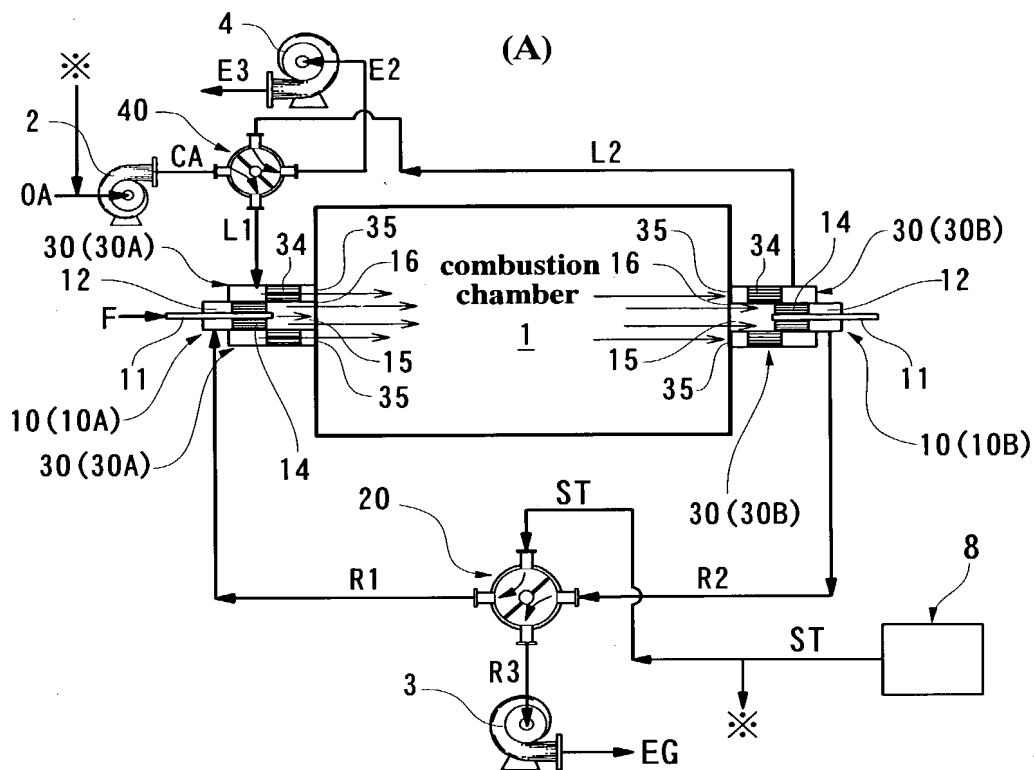 4
(A)
※
E3
E2
40
2
CA
L2
OA
L1
30(30A)
34
35
16
12
combustion
chamber
1
35
34
14
30(30B)
16
12
F
15
15
11
35
35
11
10(10A)
14
30(30A)
10(10B)
30(30B)
20
ST
8
R1
R2
ST
R3
3
※
EG